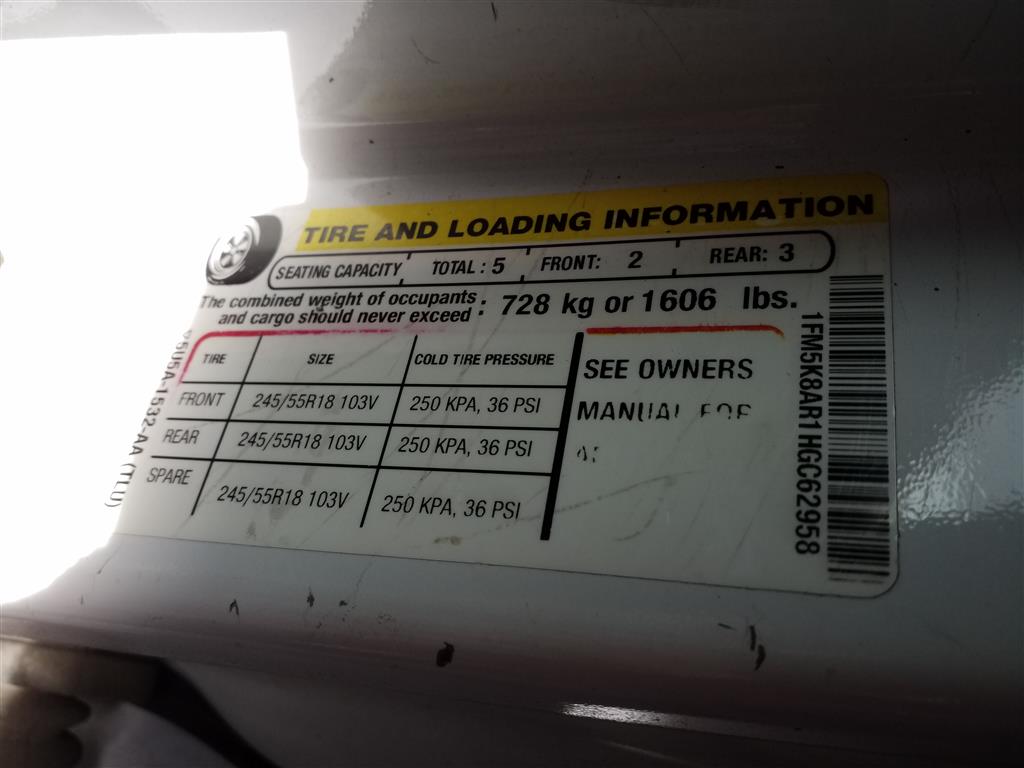 TIRE AND LOADING INFORMATION
SEATING CAPACITY TOTAL : 5 FRONT: 2 REAR: 3
The combined weight of occupants
and cargo should never exceed : 728 kg or 1606 lbs.
TIRE SIZE COLD TIRE PRESSURE
FRONT 245/55R18 103V 250 KPA, 36 PSI
REAR 245/55R18 103V 250 KPA, 36 PSI
SPARE 245/55R18 103V 250 KPA, 36 PSI
SEE OWNERS
MANUAL FOR
1FM5K8AR1HGC62958